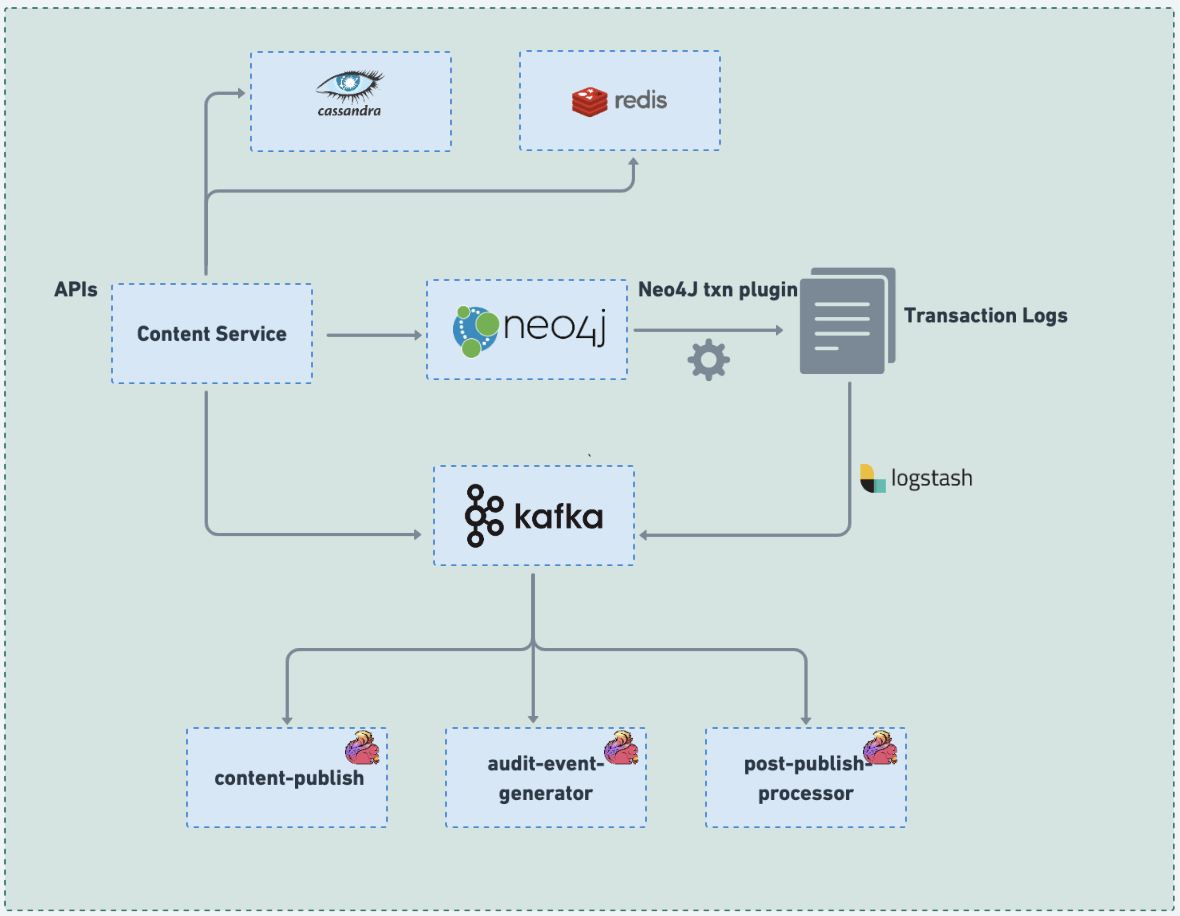 cassandra
redis
APIs
Content Service
neo4j
Neo4J txn plugin
Transaction Logs
logstash
kafka
content-publish
audit-event-
generator
post-publish-
processor